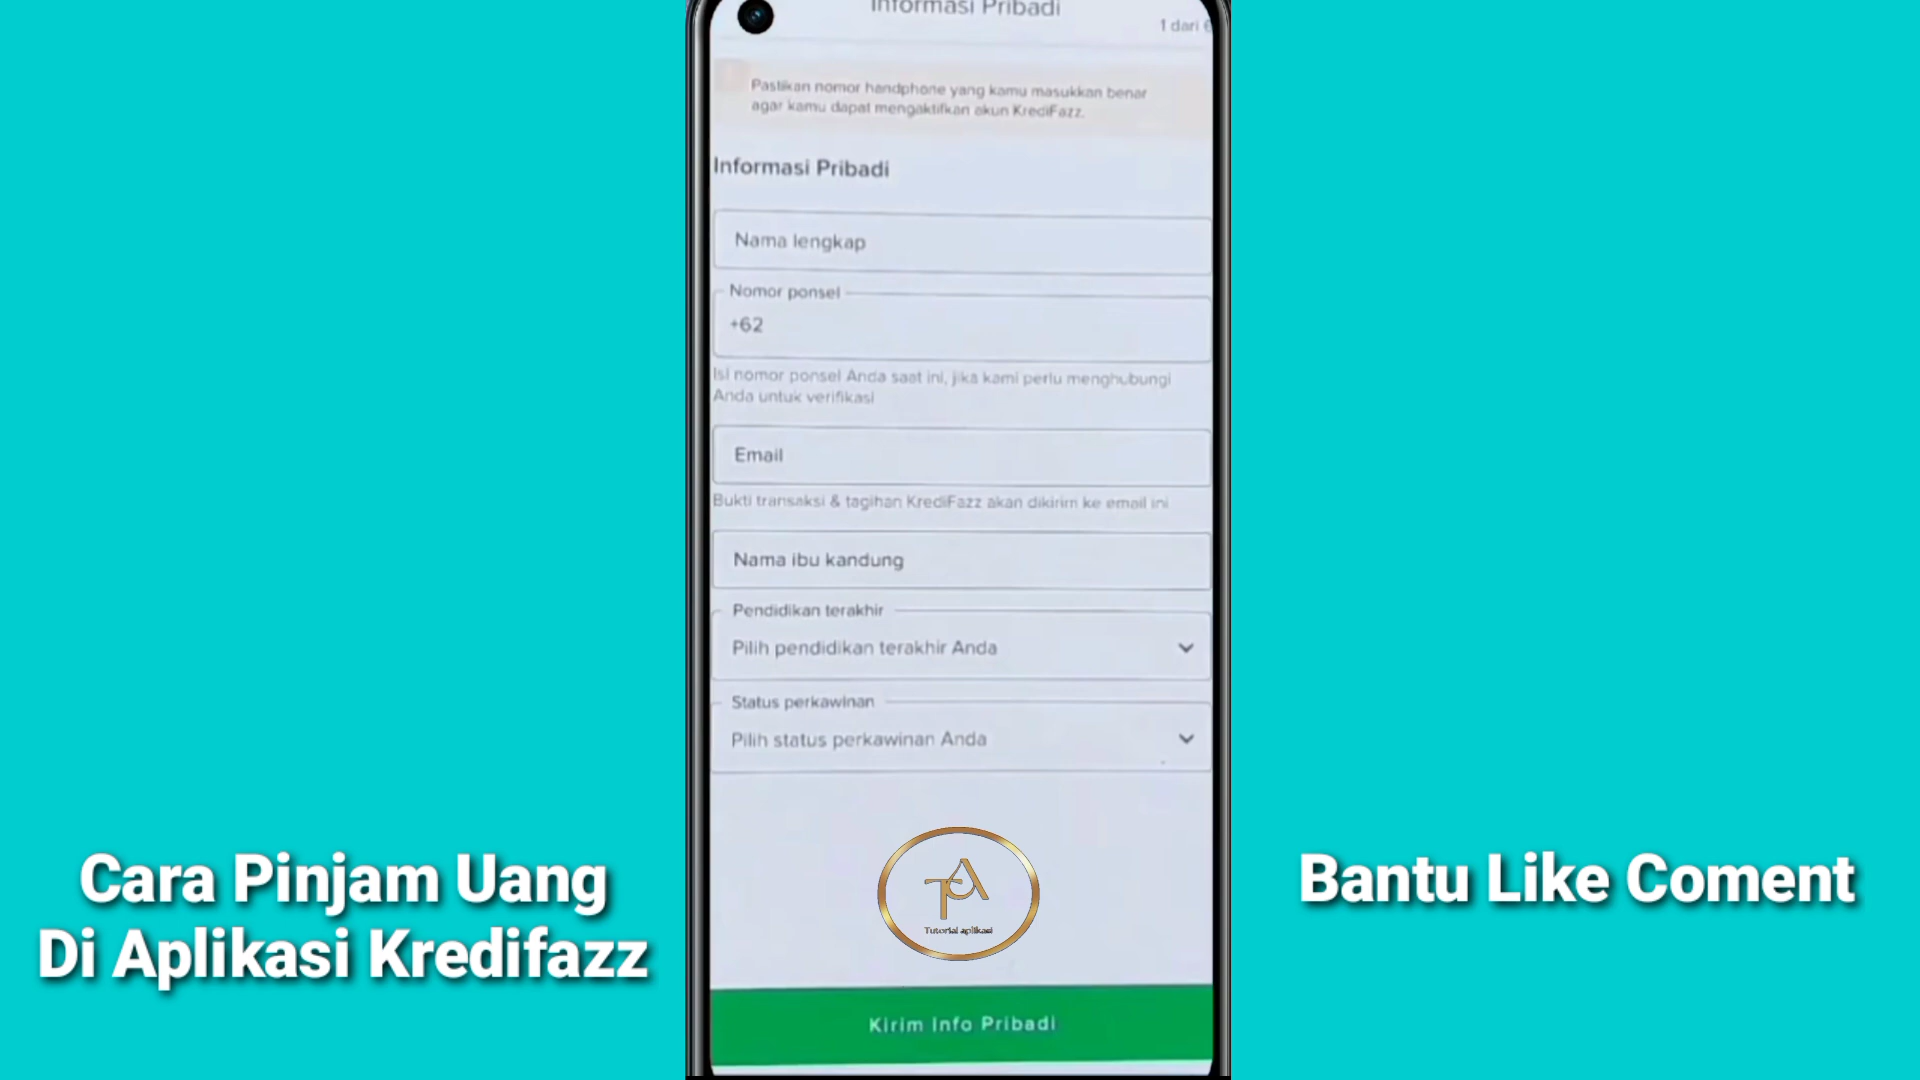 Informasi Pribadi
1 dari
Pastikan nomor handphone yang kamu masukkan benar
agar kamu dapat mengaktifkan akun KrediFazz.
Informasi Pribadi
Nama lengkap
Nomor ponsel
+62
Isi nomor ponsel Anda saat ini, jika kami perlu menghubungi
Anda untuk verifikasi
Email
Bukti transaksi & tagihan KrediFazz akan dikirim ke email ini
Nama ibu kandung
Pendidikan terakhir
Pilih pendidikan terakhir Anda
Status perkawinan
Pilih status perkawinan Anda
TA
Tutorial aplikasi
Kirim Info Pribadi
Cara Pinjam Uang
Di Aplikasi Kredifazz
Bantu Like Coment